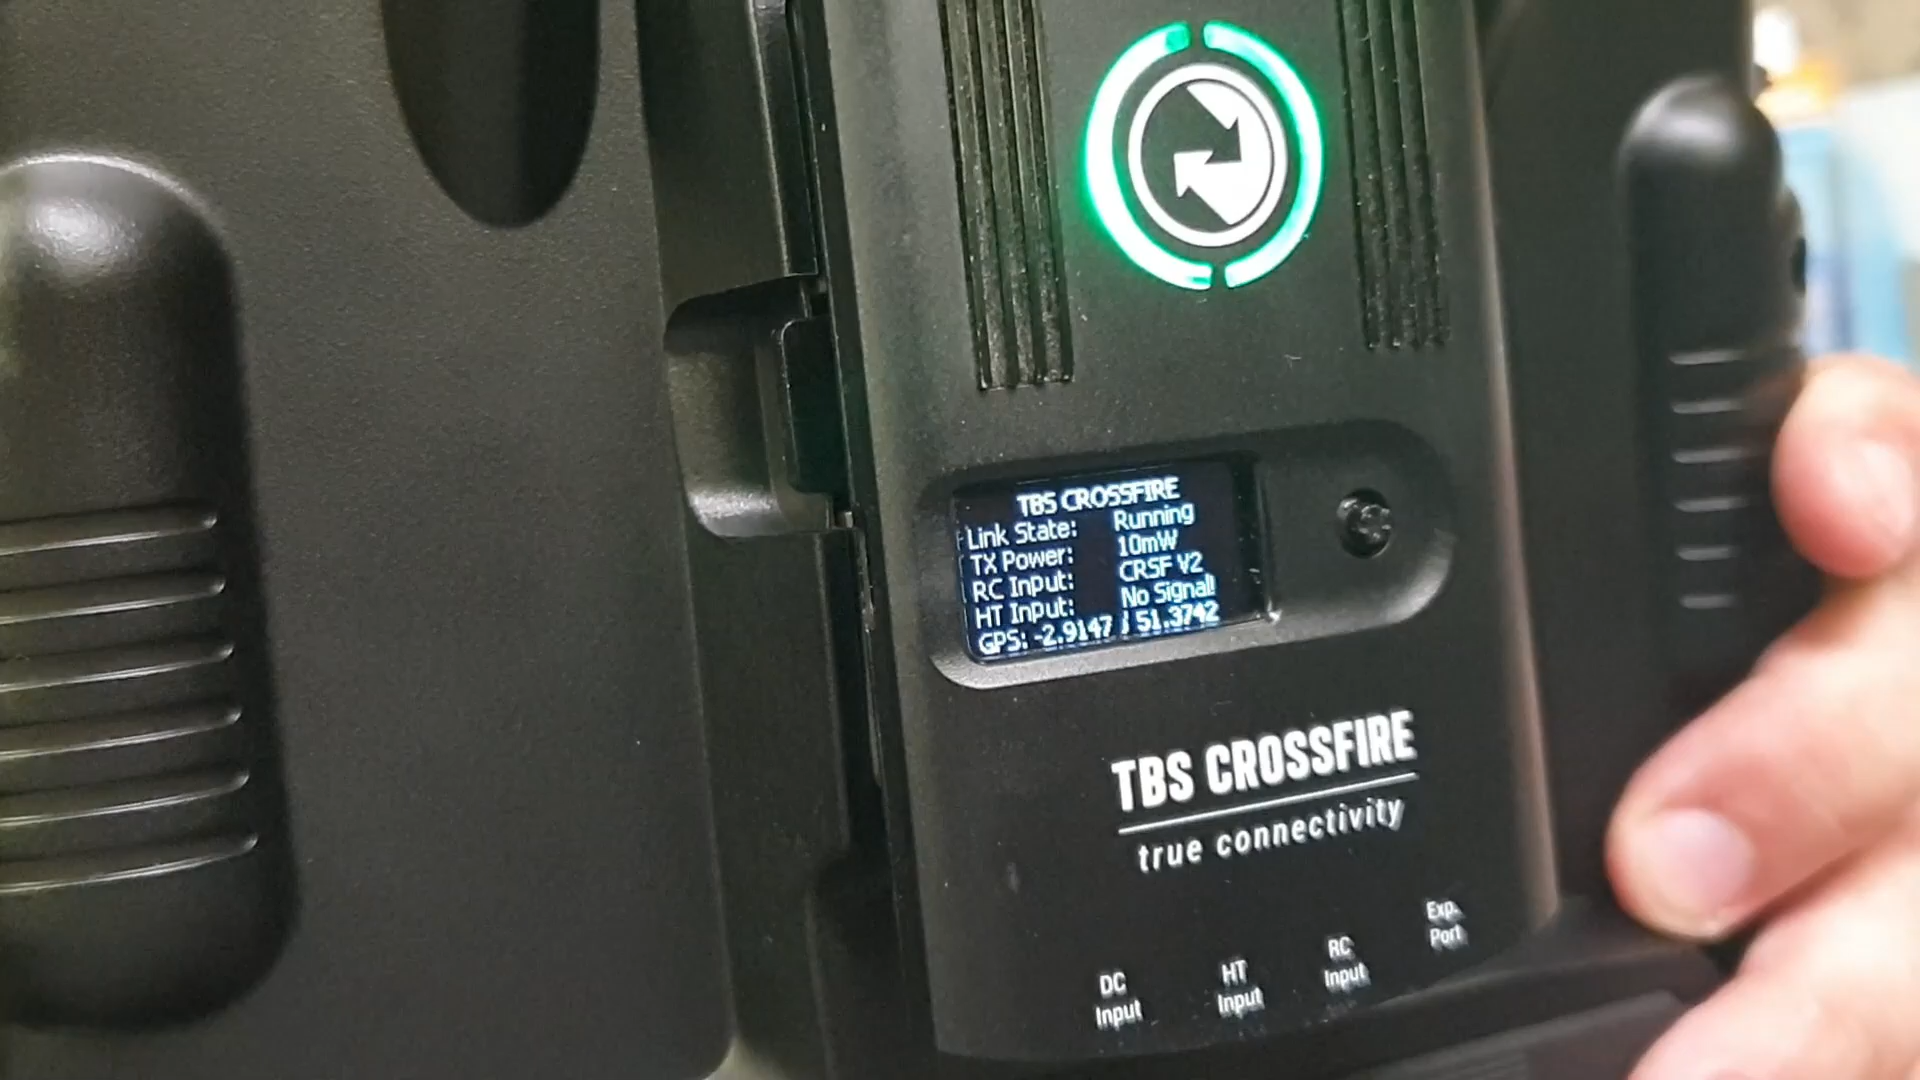 TBS CROSSFIRE
Link State: Running
TX Power: 10mW
RC Input: CRSF V2
HT Input: No Signal!
GPS: -2.9147 / 51.3742
TBS CROSSFIRE
true connectivity
DC Input
HT Input
RC Input
Exp. Port